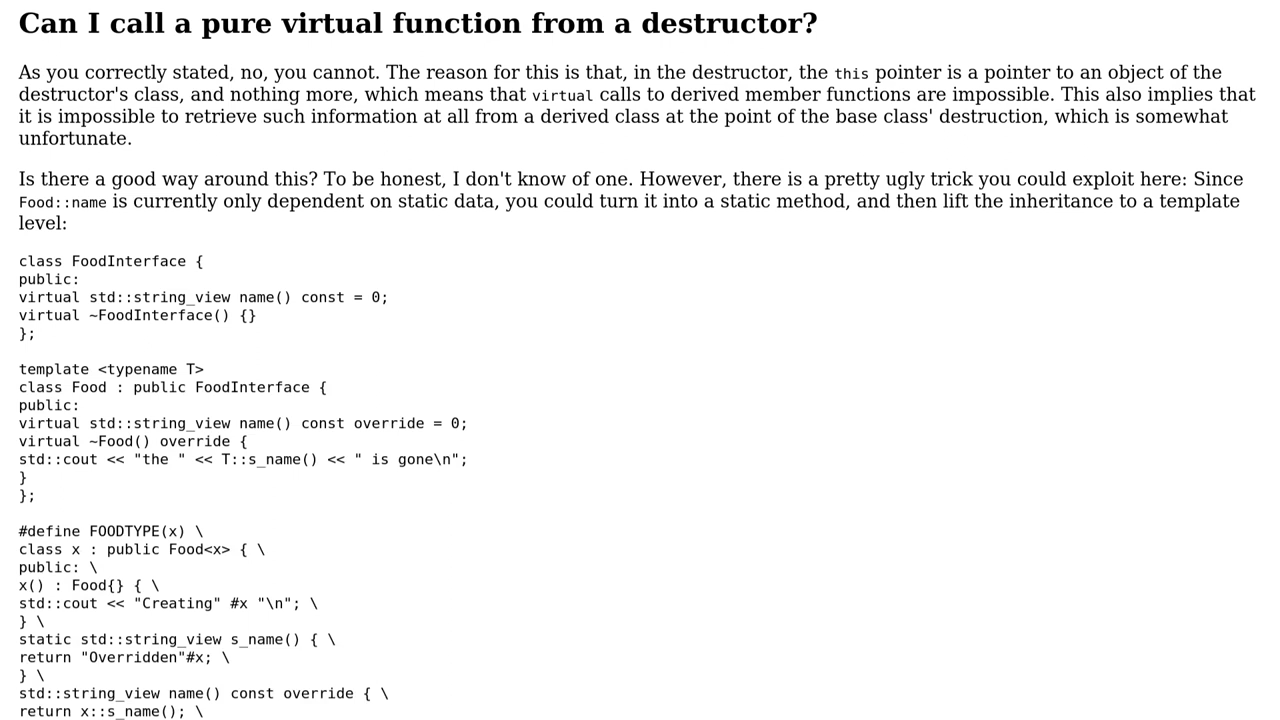 Can I call a pure virtual function from a destructor?
As you correctly stated, no, you cannot. The reason for this is that, in the destructor, the this pointer is a pointer to an object of the
destructor's class, and nothing more, which means that virtual calls to derived member functions are impossible. This also implies that
it is impossible to retrieve such information at all from a derived class at the point of the base class' destruction, which is somewhat
unfortunate.
Is there a good way around this? To be honest, I don't know of one. However, there is a pretty ugly trick you could exploit here: Since
Food::name is currently only dependent on static data, you could turn it into a static method, and then lift the inheritance to a template
level:
class FoodInterface {
public:
virtual std::string_view name() const = 0;
virtual ~FoodInterface() {}
};
template <typename T>
class Food : public FoodInterface {
public:
virtual std::string_view name() const override = 0;
virtual ~Food() override {
std::cout << "the " << T::s_name() << " is gone\n";
}
};
#define FOODTYPE(x) \
class x : public Food<x> { \
public: \
x() : Food{} { \
std::cout << "Creating" #x "\n"; \
} \
static std::string_view s_name() { \
return "Overridden"#x; \
} \
std::string_view name() const override { \
return x::s_name(); \